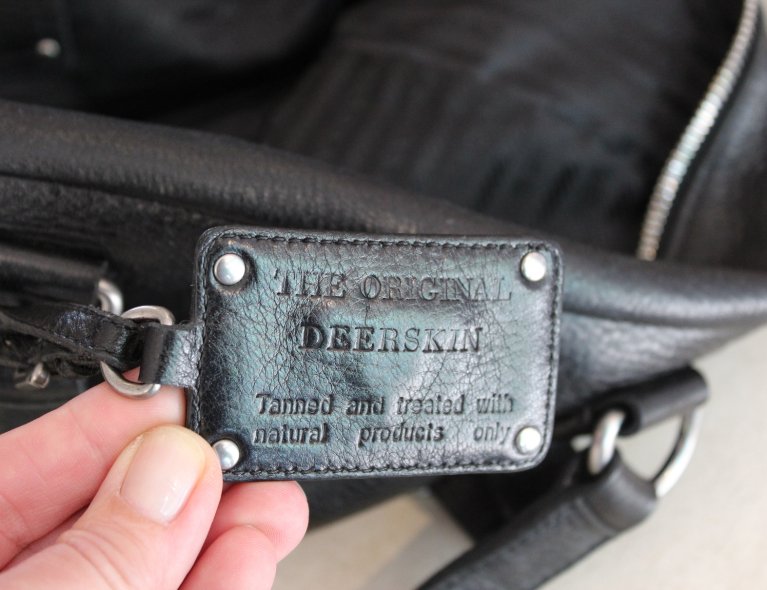 THE ORIGINAL
DEERSKIN
Tanned and treated with
natural products only